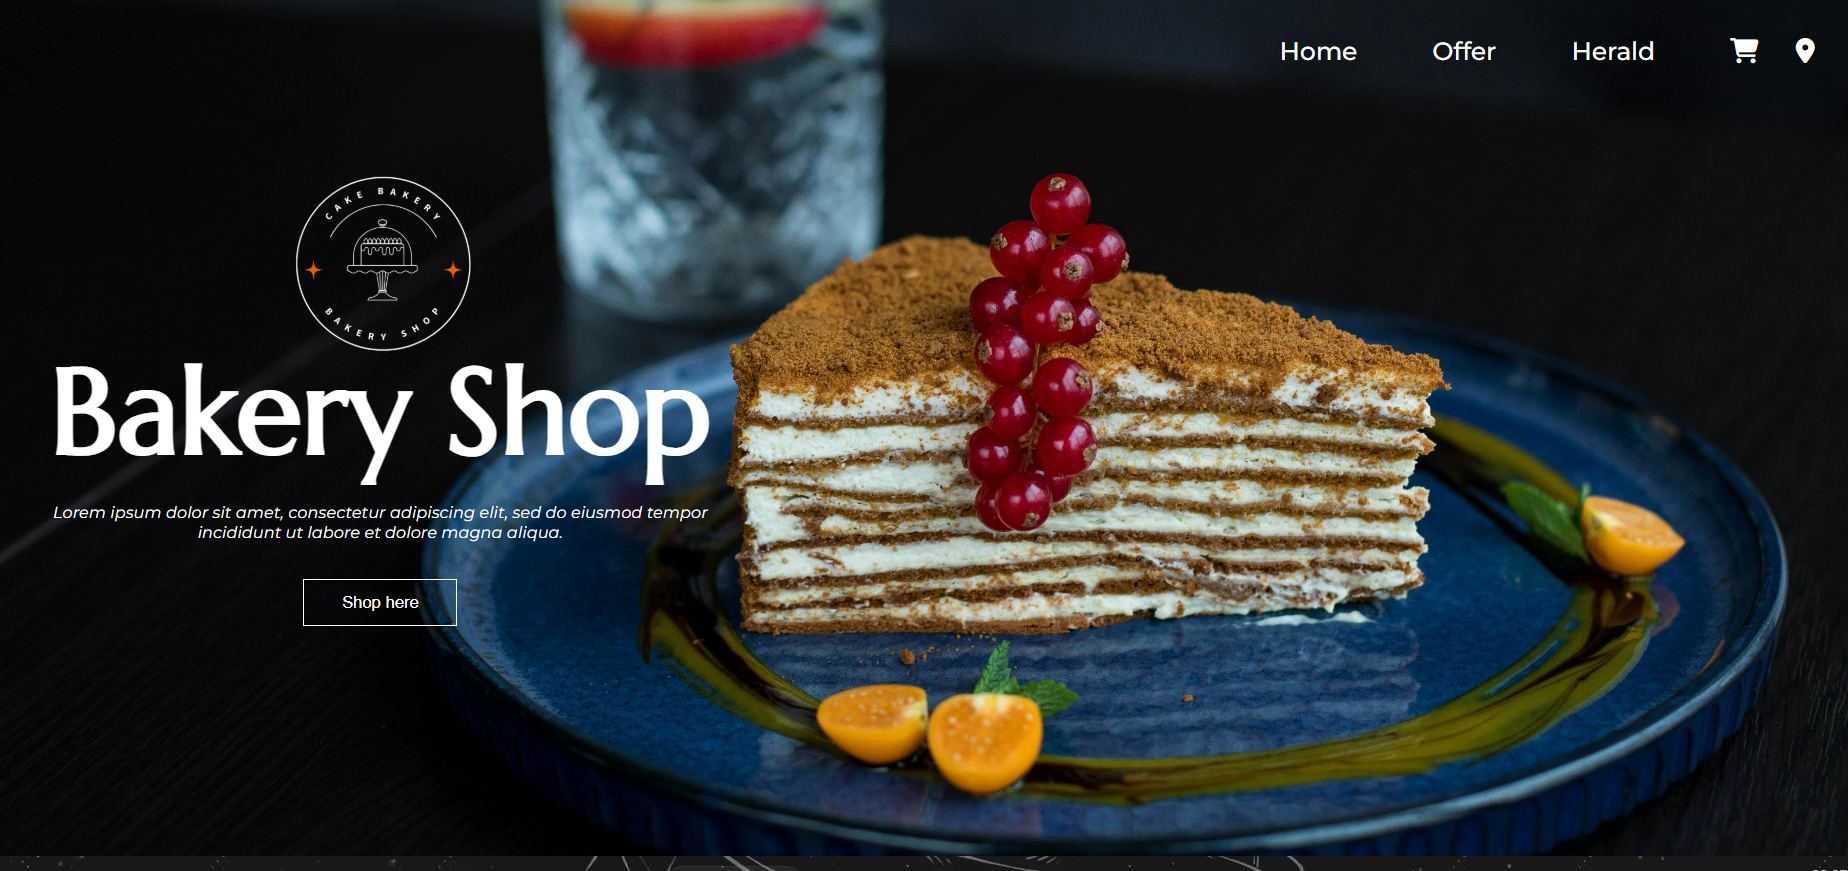 Home Offer Herald
CAKE BAKERY
BAKERY SHOP
Bakery Shop
Lorem ipsum dolor sit amet, consectetur adipiscing elit, sed do eiusmod tempor
incididunt ut labore et dolore magna aliqua.
Shop here